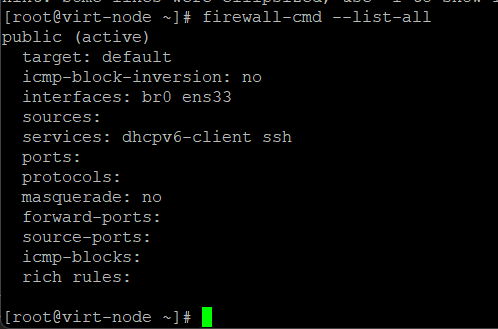 [root@virt-node ~]# firewall-cmd --list-all
public (active)
  target: default
  icmp-block-inversion: no
  interfaces: br0 ens33
  sources:
  services: dhcpv6-client ssh
  ports:
  protocols:
  masquerade: no
  forward-ports:
  source-ports:
  icmp-blocks:
  rich rules:
[root@virt-node ~]#